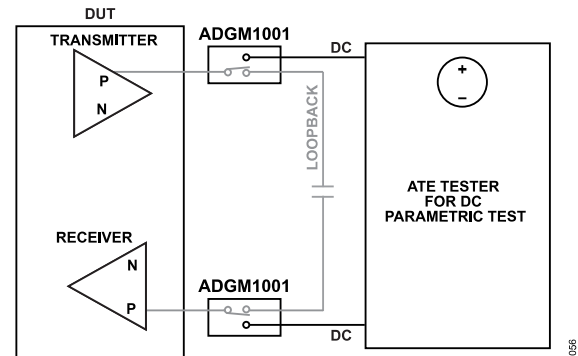 DUT
TRANSMITTER
P
N
ADGM1001
DC
LOOPBACK
+
−
ATE TESTER
FOR DC
PARAMETRIC TEST
RECEIVER
N
P
ADGM1001
DC
056